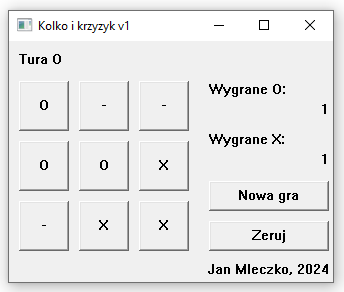 Kolko i krzyzyk v1
Tura O
O - -
O O X
- X X
Wygrane O:
1
Wygrane X:
1
Nowa gra
Zeruj
Jan Mleczko, 2024